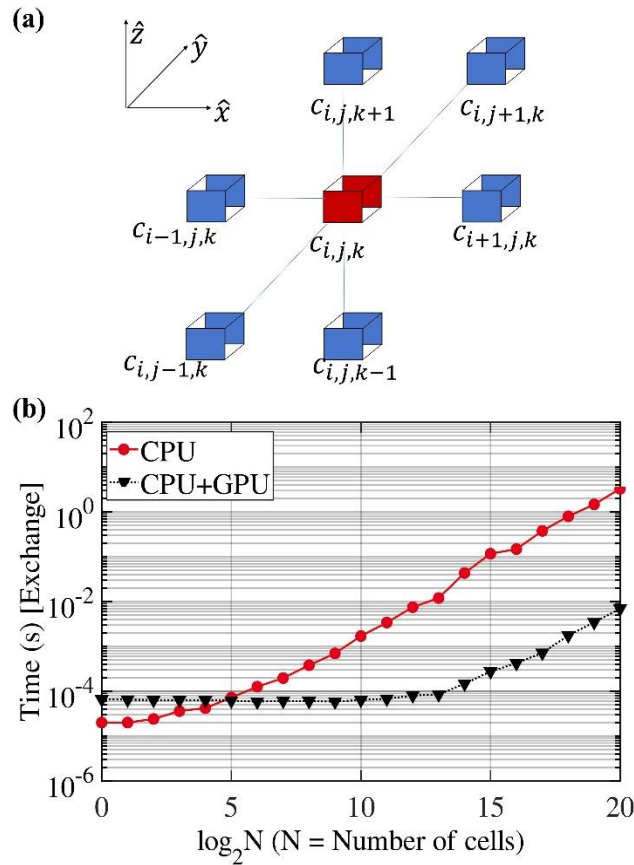 (a)
ẑ
ŷ
x̂
c_{i,j,k+1}
c_{i,j+1,k}
c_{i-1,j,k}
c_{i,j,k}
c_{i+1,j,k}
c_{i,j-1,k}
c_{i,j,k-1}
(b)
Time (s) [Exchange]
10^2
10^0
10^-2
10^-4
10^-6
CPU
CPU+GPU
0 5 10 15 20
log_2N (N = Number of cells)